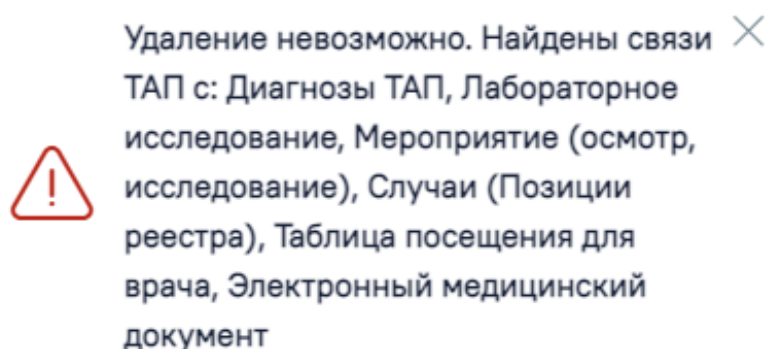 Удаление невозможно. Найдены связи
ТАП с: Диагнозы ТАП, Лабораторное
исследование, Мероприятие (осмотр,
исследование), Случаи (Позиции
реестра), Таблица посещения для
врача, Электронный медицинский
документ